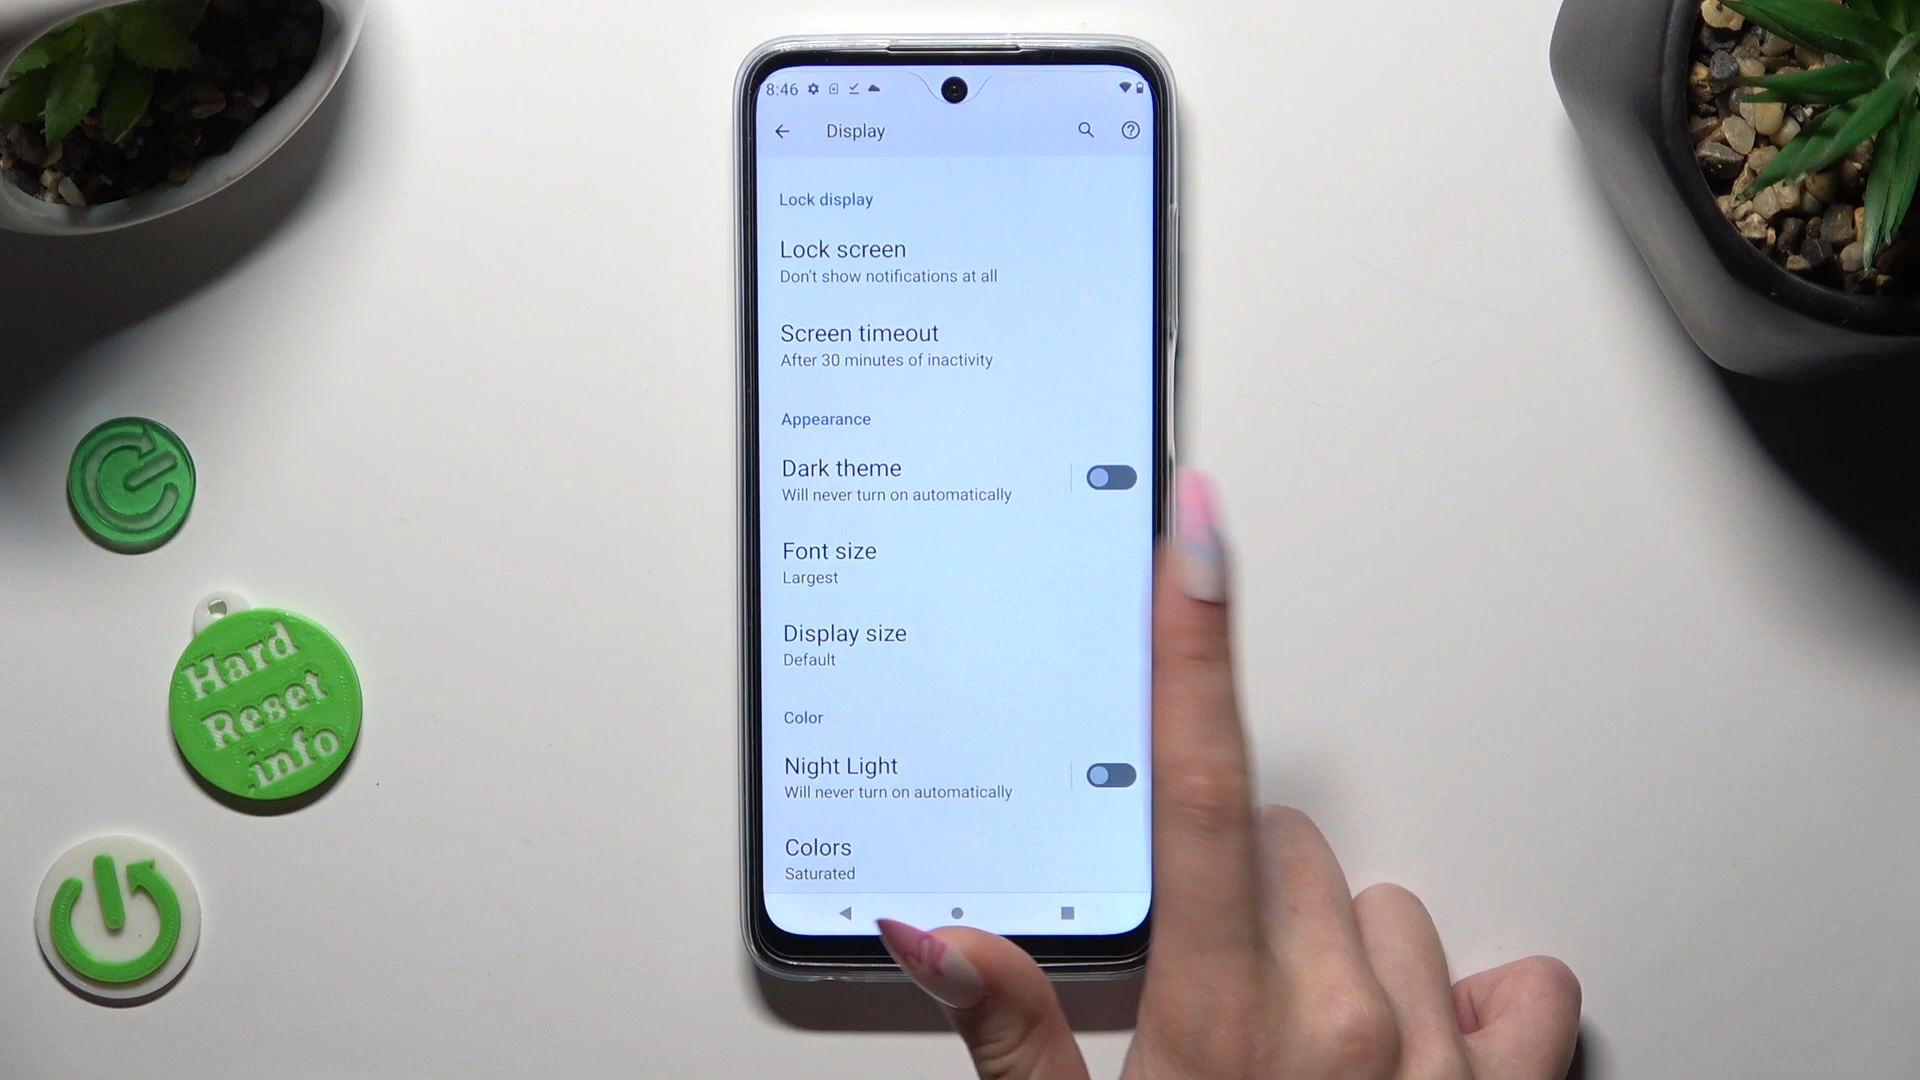 8:46
Display
Lock display
Lock screen
Don't show notifications at all
Screen timeout
After 30 minutes of inactivity
Appearance
Dark theme
Will never turn on automatically
Font size
Largest
Display size
Default
Color
Night Light
Will never turn on automatically
Colors
Saturated
Hard
Reset
.info